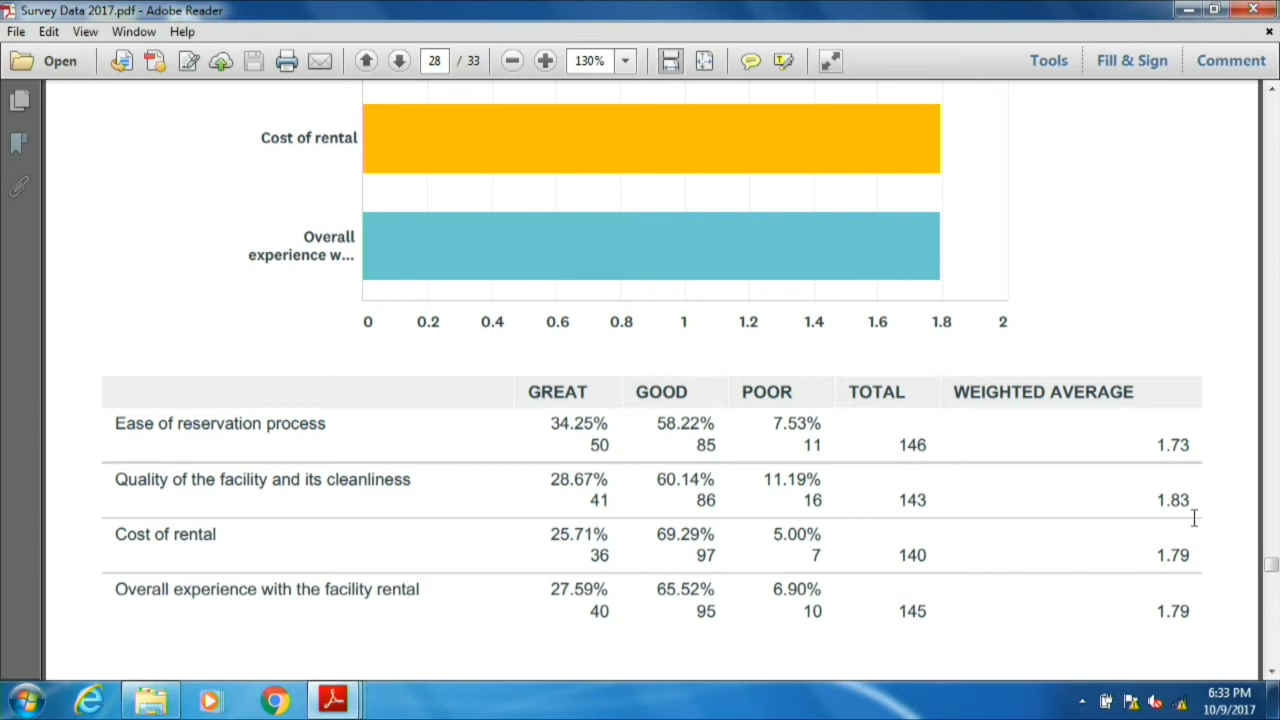 Survey Data 2017.pdf - Adobe Reader
File Edit View Window Help
Open 28 / 33 130% Tools Fill & Sign Comment
Cost of rental
Overall
experience w...
0 0.2 0.4 0.6 0.8 1 1.2 1.4 1.6 1.8 2
GREAT GOOD POOR TOTAL WEIGHTED AVERAGE
Ease of reservation process 34.25% 58.22% 7.53%
50 85 11 146 1.73
Quality of the facility and its cleanliness 28.67% 60.14% 11.19%
41 86 16 143 1.83
Cost of rental 25.71% 69.29% 5.00%
36 97 7 140 1.79
Overall experience with the facility rental 27.59% 65.52% 6.90%
40 95 10 145 1.79
6:33 PM
10/9/2017